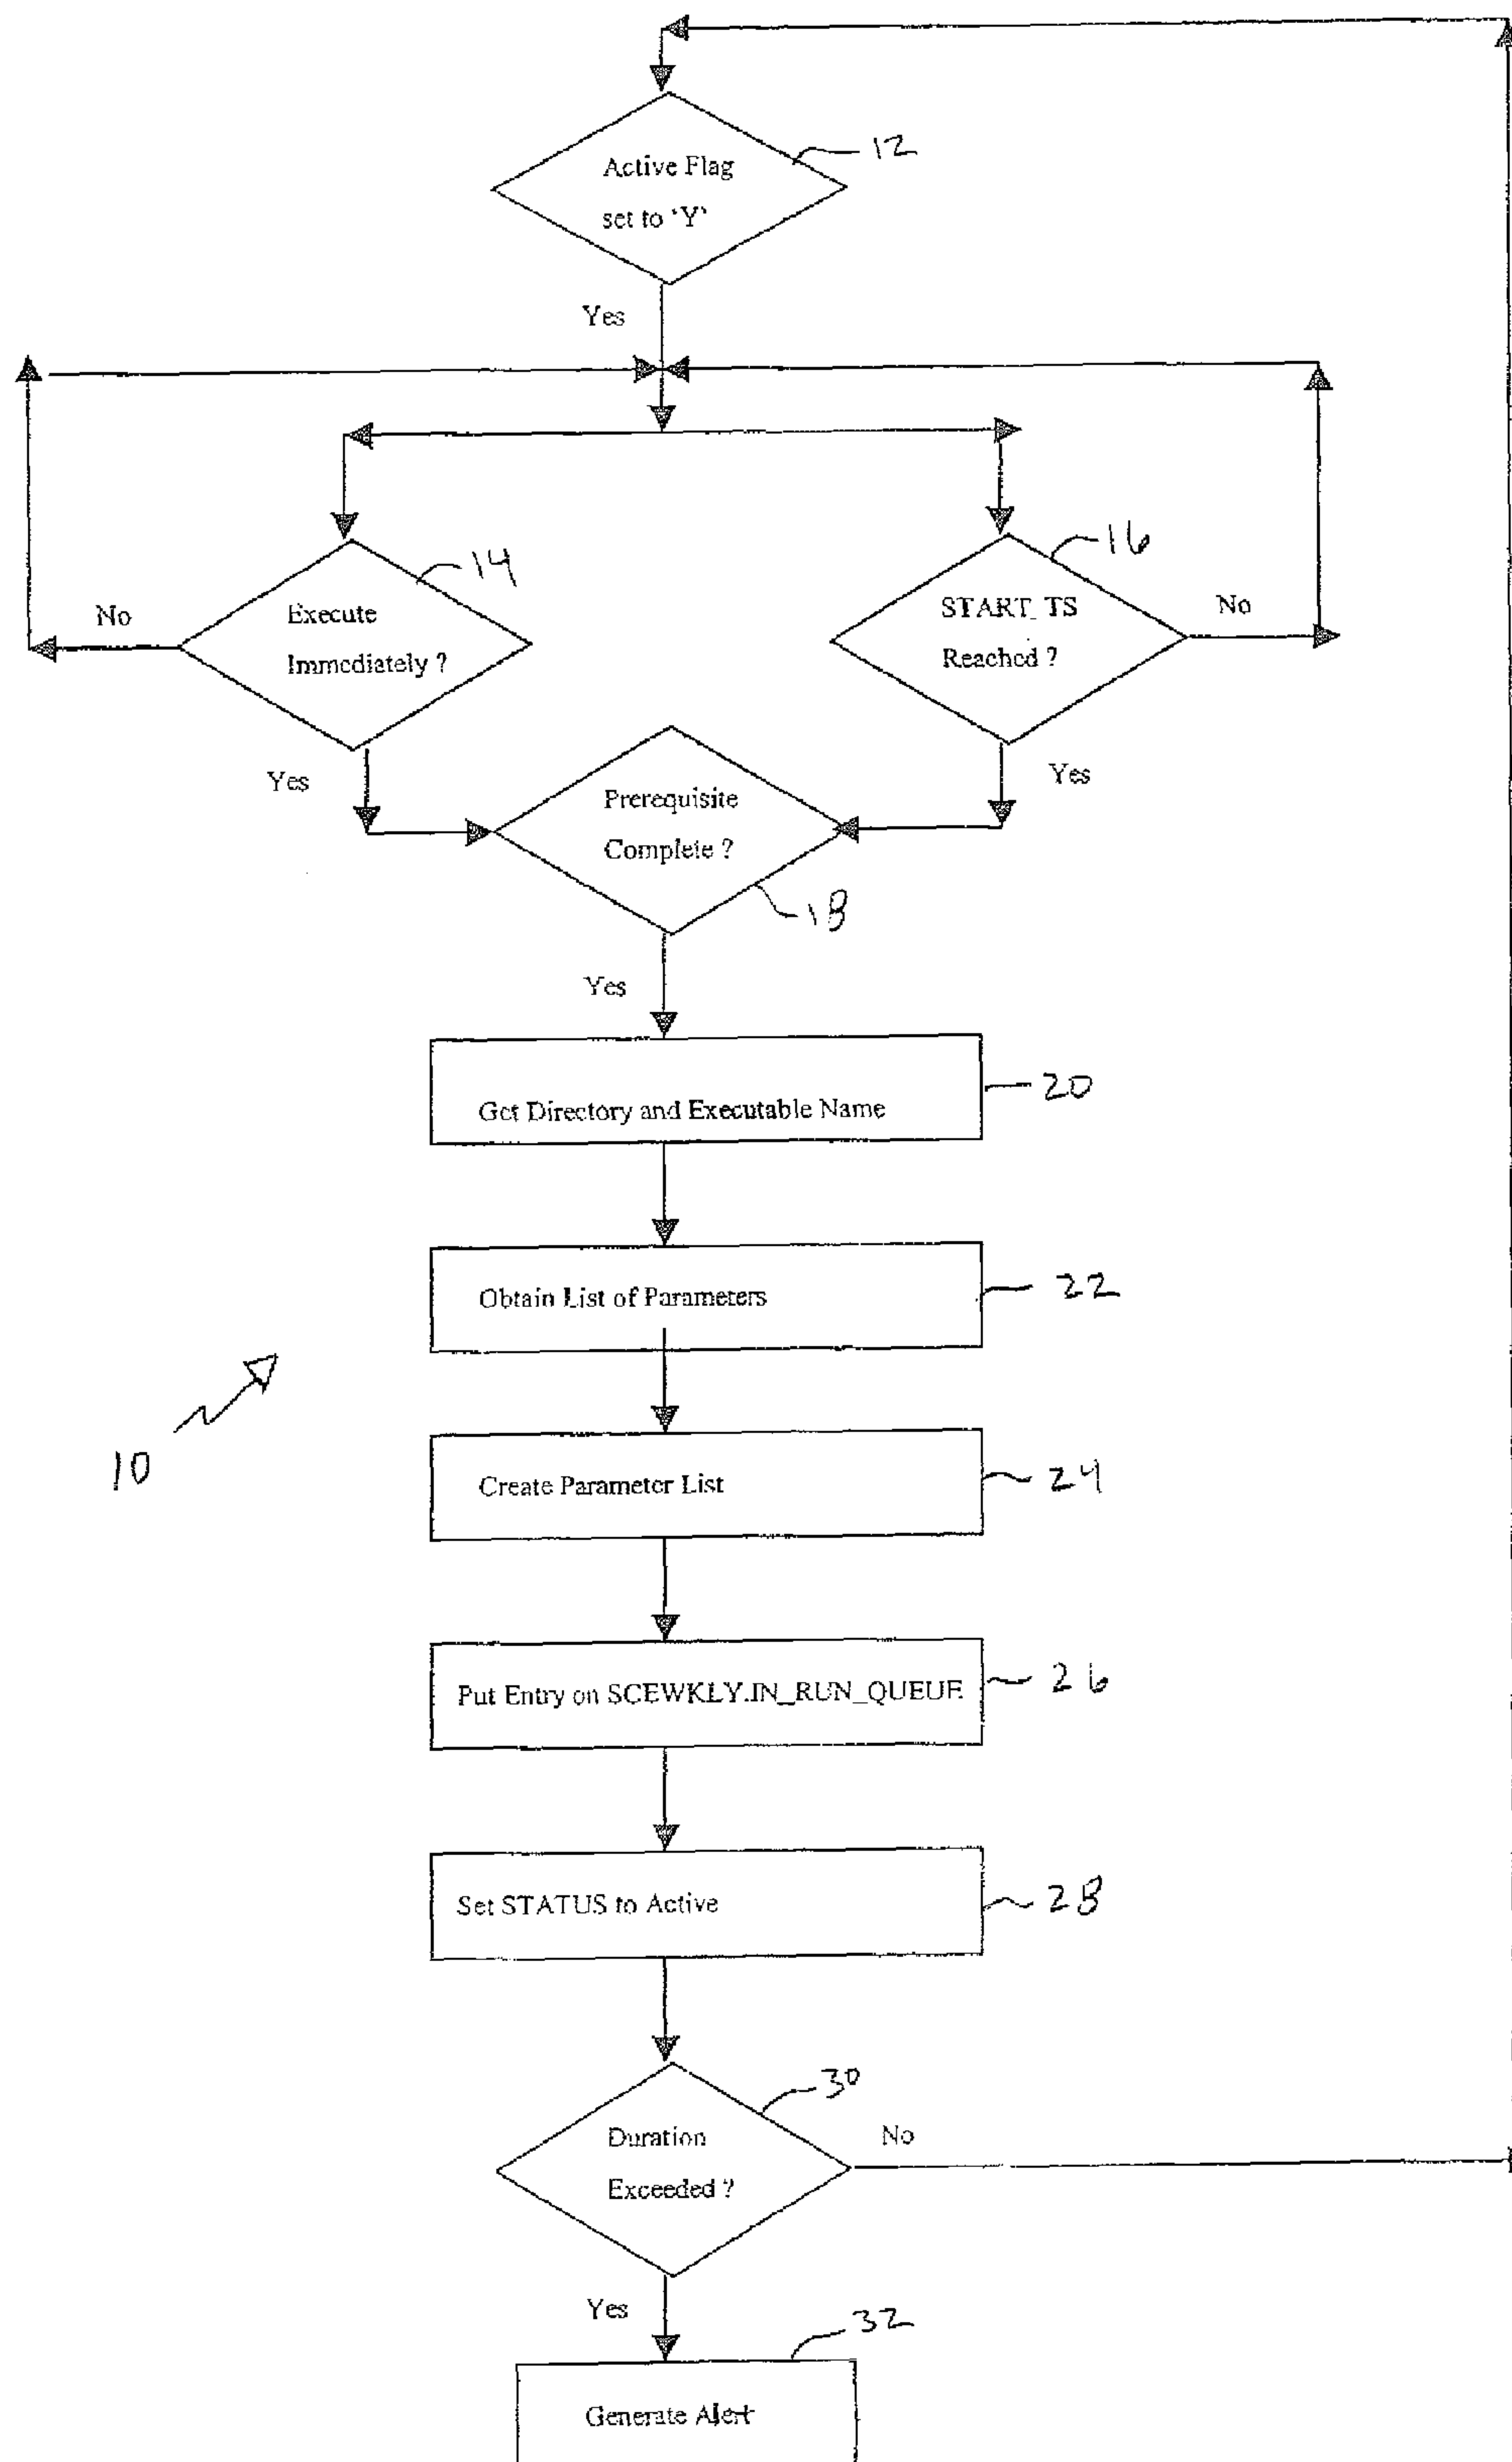 12
Active Flag
set to 'Y'
Yes
14
16
No
Execute
Immediately ?
START_TS
Reached ?
No
Yes
Yes
Prerequisite
Complete ?
18
Yes
20
Get Directory and Executable Name
22
Obtain List of Parameters
10
24
Create Parameter List
26
Put Entry on SCEWKLY.IN_RUN_QUEUE
28
Set STATUS to Active
30
Duration
Exceeded ?
No
Yes
32
Generate Alert